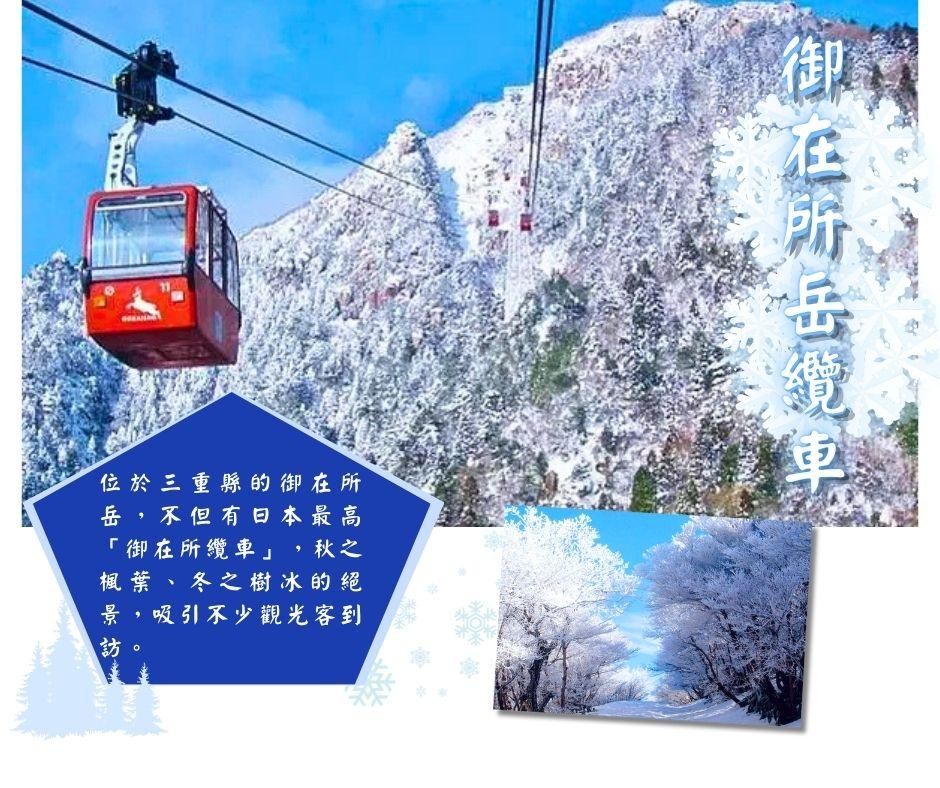 御在所岳纜車
11
位於三重縣的御在所
岳，不但有日本最高
「御在所纜車」，秋之
楓葉、冬之樹冰的絕
景，吸引不少觀光客到
訪。